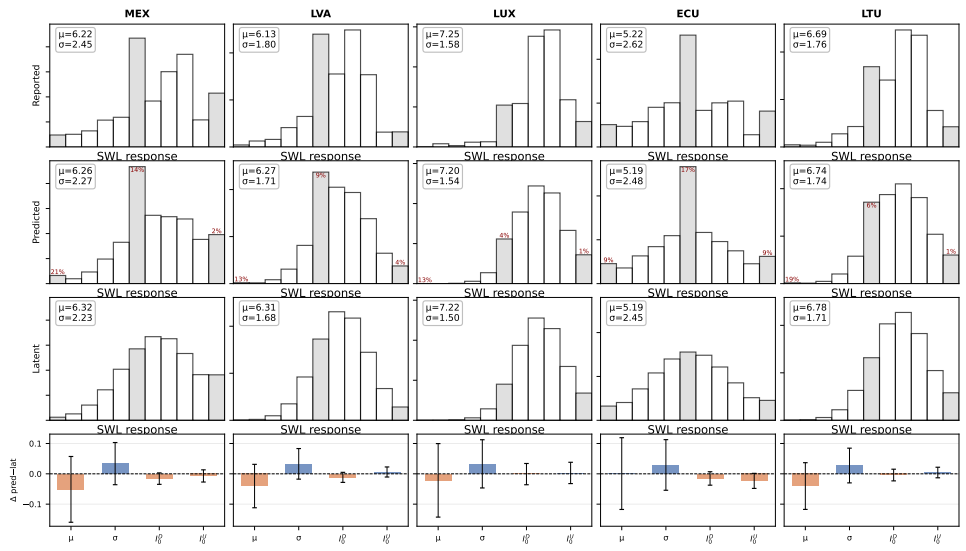 MEX LVA LUX ECU LTU
Reported
μ=6.22
σ=2.45
μ=6.13
σ=1.80
μ=7.25
σ=1.58
μ=5.22
σ=2.62
μ=6.69
σ=1.76
SWL response SWL response SWL response SWL response SWL response
Predicted
μ=6.26
σ=2.27
21% 14% 2%
μ=6.27
σ=1.71
13% 9% 4%
μ=7.20
σ=1.54
13% 4% 1%
μ=5.19
σ=2.48
9% 17% 9%
μ=6.74
σ=1.74
19% 6% 1%
SWL response SWL response SWL response SWL response SWL response
Latent
μ=6.32
σ=2.23
μ=6.31
σ=1.68
μ=7.22
σ=1.50
μ=5.19
σ=2.45
μ=6.78
σ=1.71
SWL response SWL response SWL response SWL response SWL response
Δ pred−lat
0.1
0.0
−0.1
μ σ μ σ μ σ μ σ μ σ